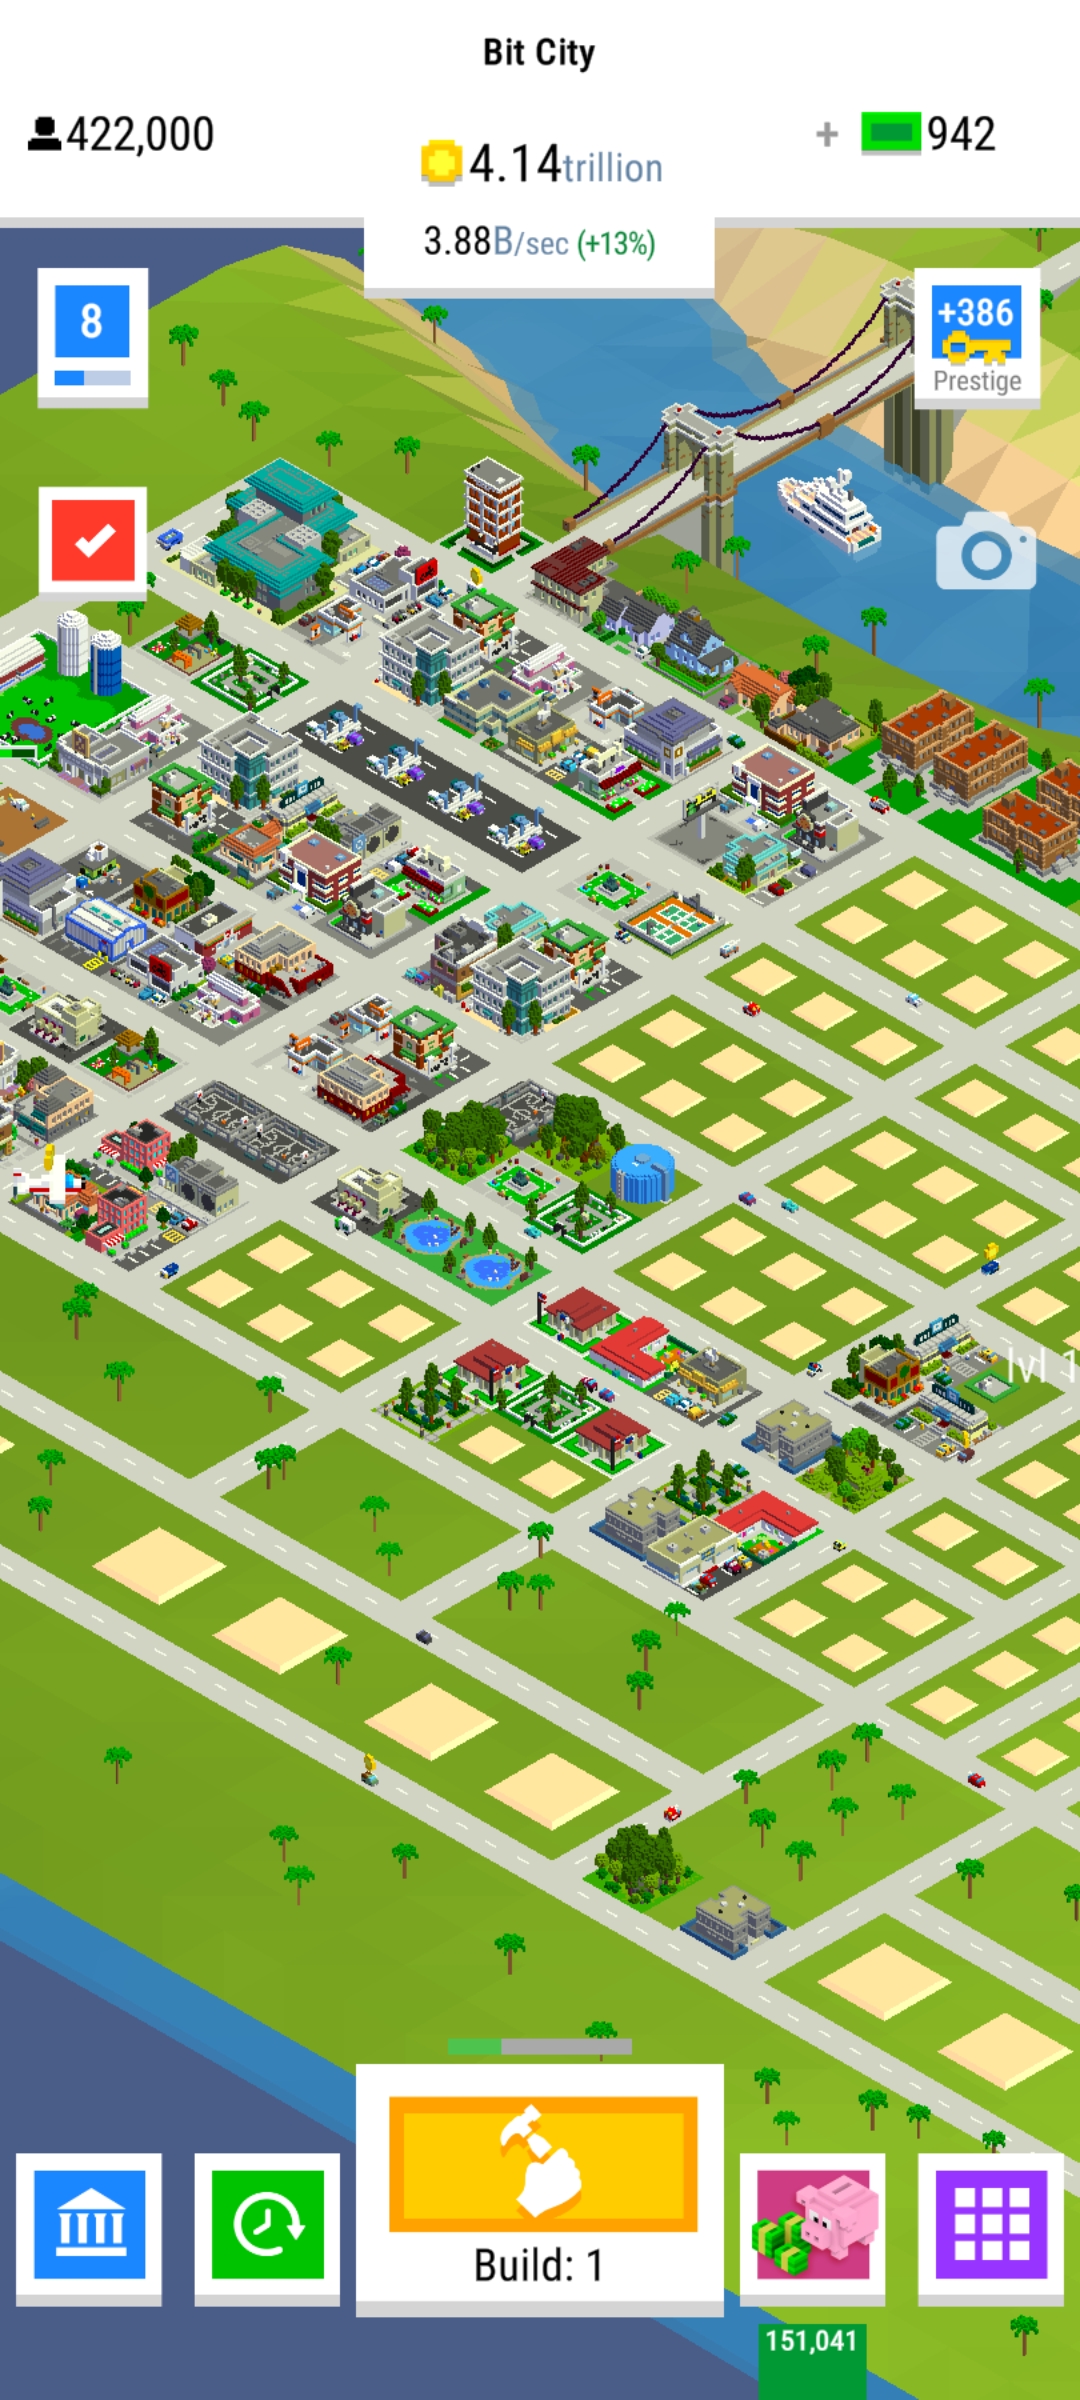 Bit City
422,000
4.14trillion
+ 942
3.88B/sec (+13%)
8
+386
Prestige
lvl 1
Build: 1
151,041